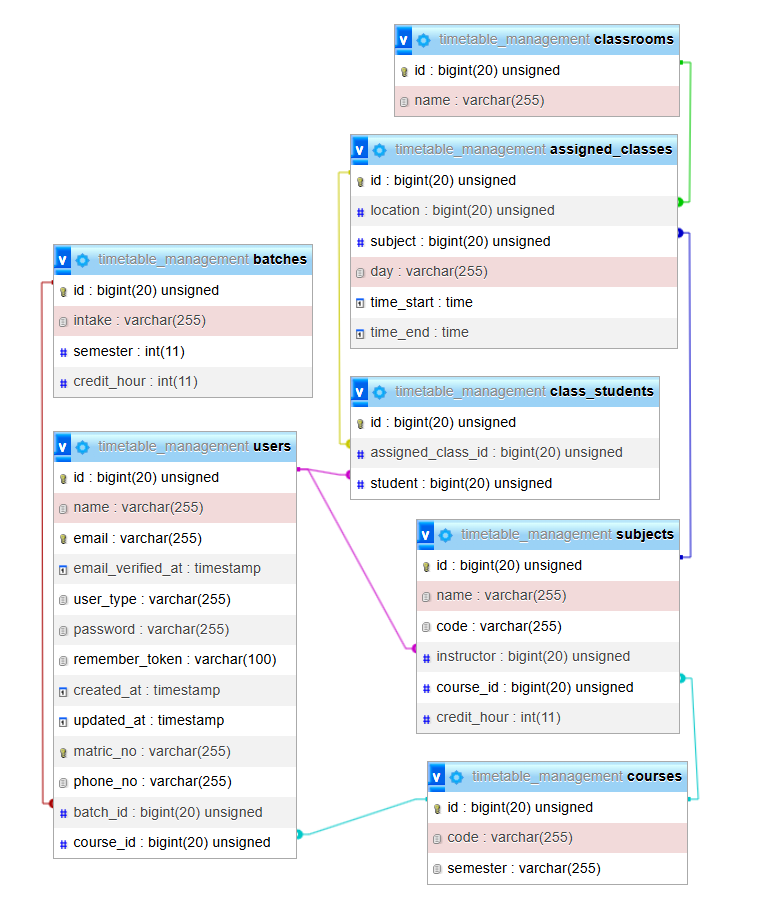 timetable_management classrooms
id : bigint(20) unsigned
name : varchar(255)
timetable_management assigned_classes
id : bigint(20) unsigned
location : bigint(20) unsigned
subject : bigint(20) unsigned
day : varchar(255)
time_start : time
time_end : time
timetable_management batches
id : bigint(20) unsigned
intake : varchar(255)
semester : int(11)
credit_hour : int(11)
timetable_management class_students
id : bigint(20) unsigned
assigned_class_id : bigint(20) unsigned
student : bigint(20) unsigned
timetable_management users
id : bigint(20) unsigned
name : varchar(255)
email : varchar(255)
email_verified_at : timestamp
user_type : varchar(255)
password : varchar(255)
remember_token : varchar(100)
created_at : timestamp
updated_at : timestamp
matric_no : varchar(255)
phone_no : varchar(255)
batch_id : bigint(20) unsigned
course_id : bigint(20) unsigned
timetable_management subjects
id : bigint(20) unsigned
name : varchar(255)
code : varchar(255)
instructor : bigint(20) unsigned
course_id : bigint(20) unsigned
credit_hour : int(11)
timetable_management courses
id : bigint(20) unsigned
code : varchar(255)
semester : varchar(255)